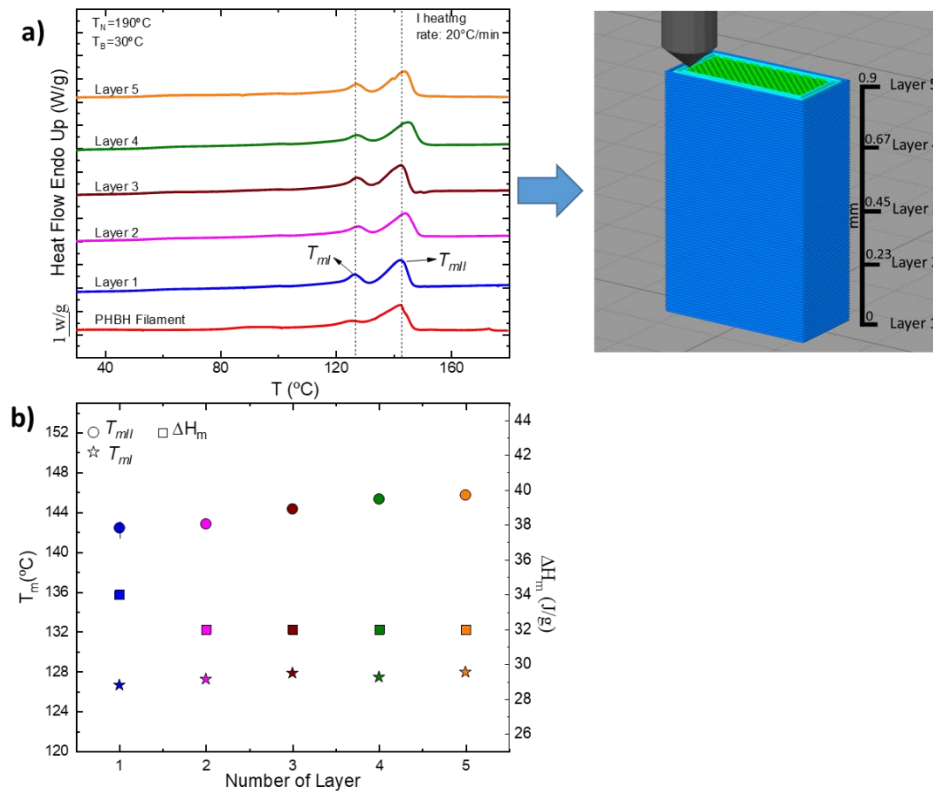 a)
T_N=190ºC
T_B=30ºC
I heating
rate: 20°C/min
Heat Flow Endo Up (W/g)
1 w/g
Layer 5
Layer 4
Layer 3
Layer 2
Layer 1
PHBH Filament
T_mI
T_mII
40 80 120 160
T (ºC)
0.9 Layer 5
0.67 Layer 4
0.45 Layer
0.23 Layer 2
0 Layer 1
mm
b)
T_mII ΔH_m
T_mI
T_m(ºC)
152
148
144
140
136
132
128
124
120
44
42
40
38
36
35
33
31
30
28
26
ΔH_m (J/g)
1 2 3 4 5
Number of Layer